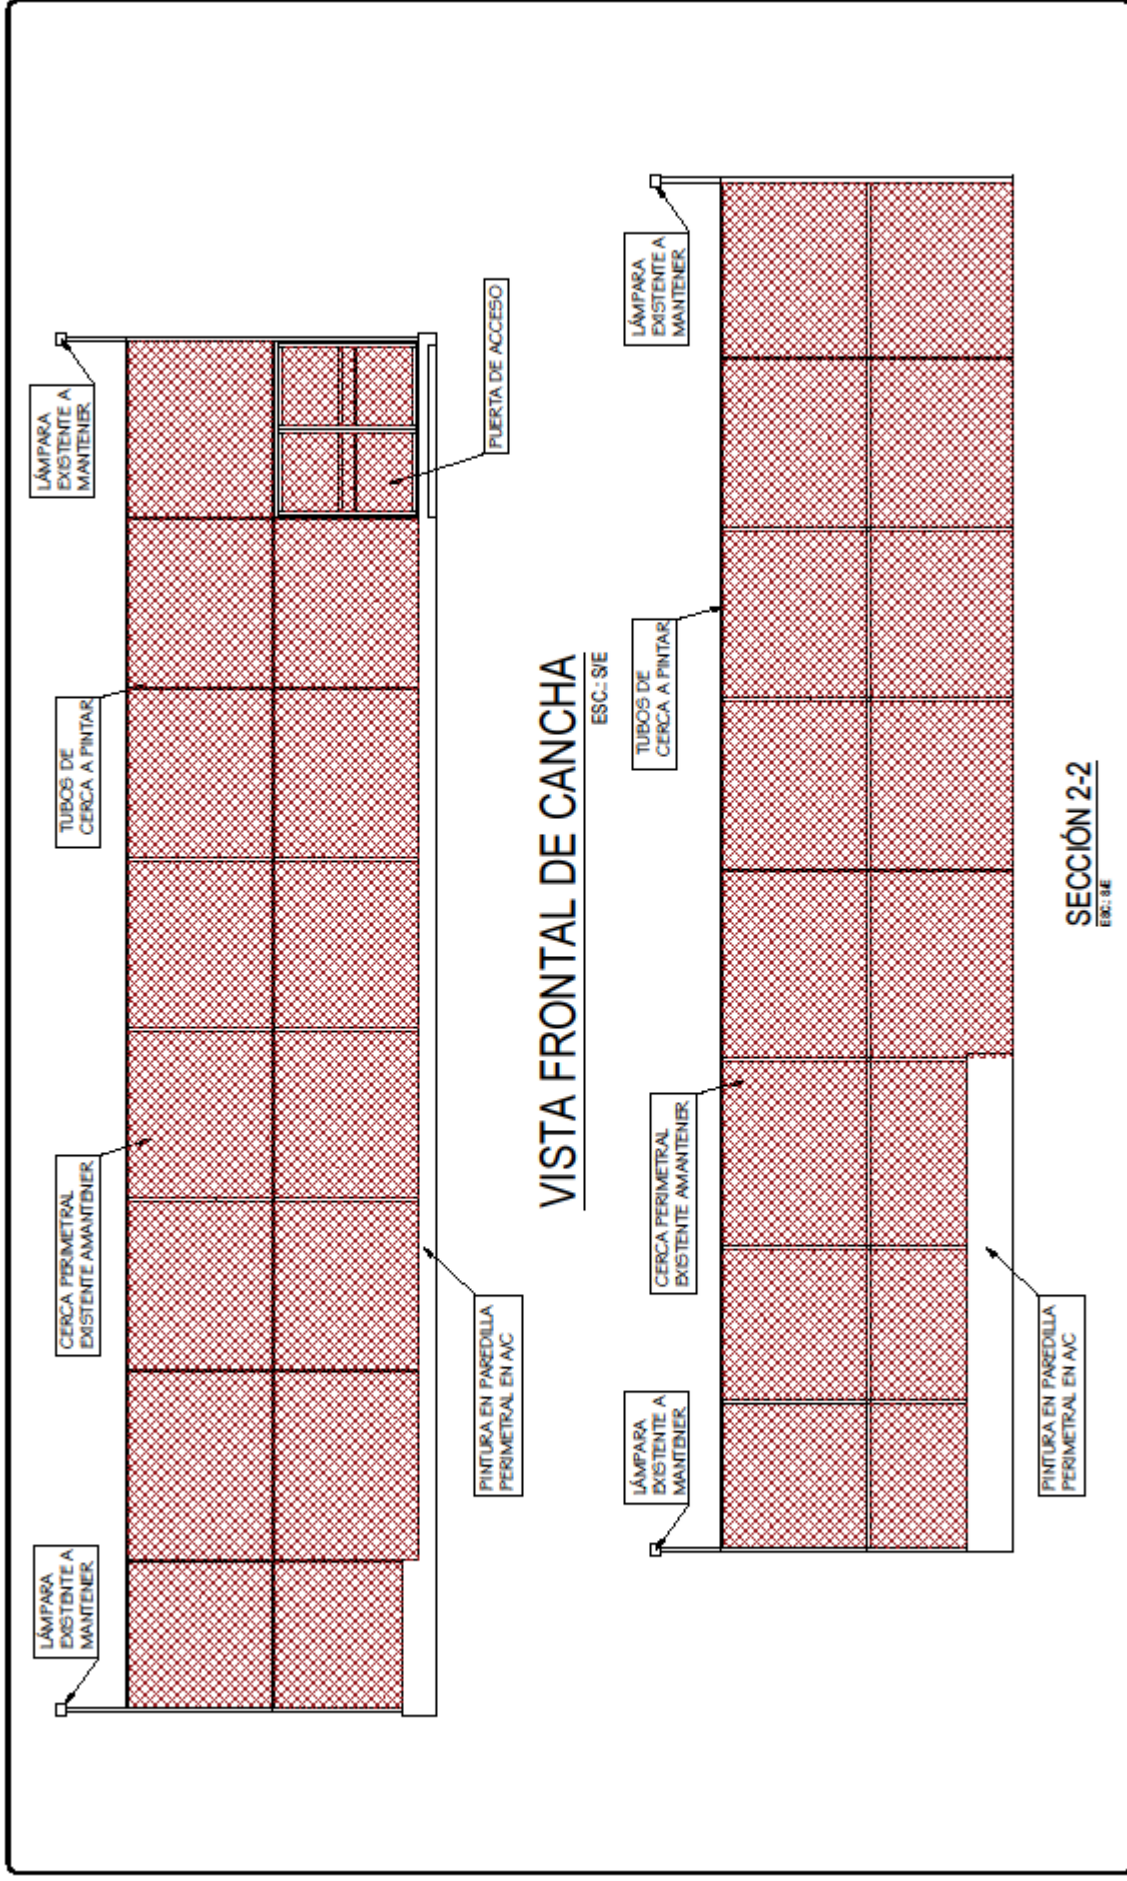 LÁMPARA
EXISTENTE A
MANTENER
CERCA PERIMETRAL
EXISTENTE AMANTENER
TUBOS DE
CERCA A PINTAR
LÁMPARA
EXISTENTE A
MANTENER
PINTURA EN PAREDILLA
PERIMETRAL EN A/C
PUERTA DE ACCESO
VISTA FRONTAL DE CANCHA
ESC.: S/E
LÁMPARA
EXISTENTE A
MANTENER
CERCA PERIMETRAL
EXISTENTE AMANTENER
TUBOS DE
CERCA A PINTAR
LÁMPARA
EXISTENTE A
MANTENER
PINTURA EN PAREDILLA
PERIMETRAL EN A/C
SECCIÓN 2-2
ESC.: S/E